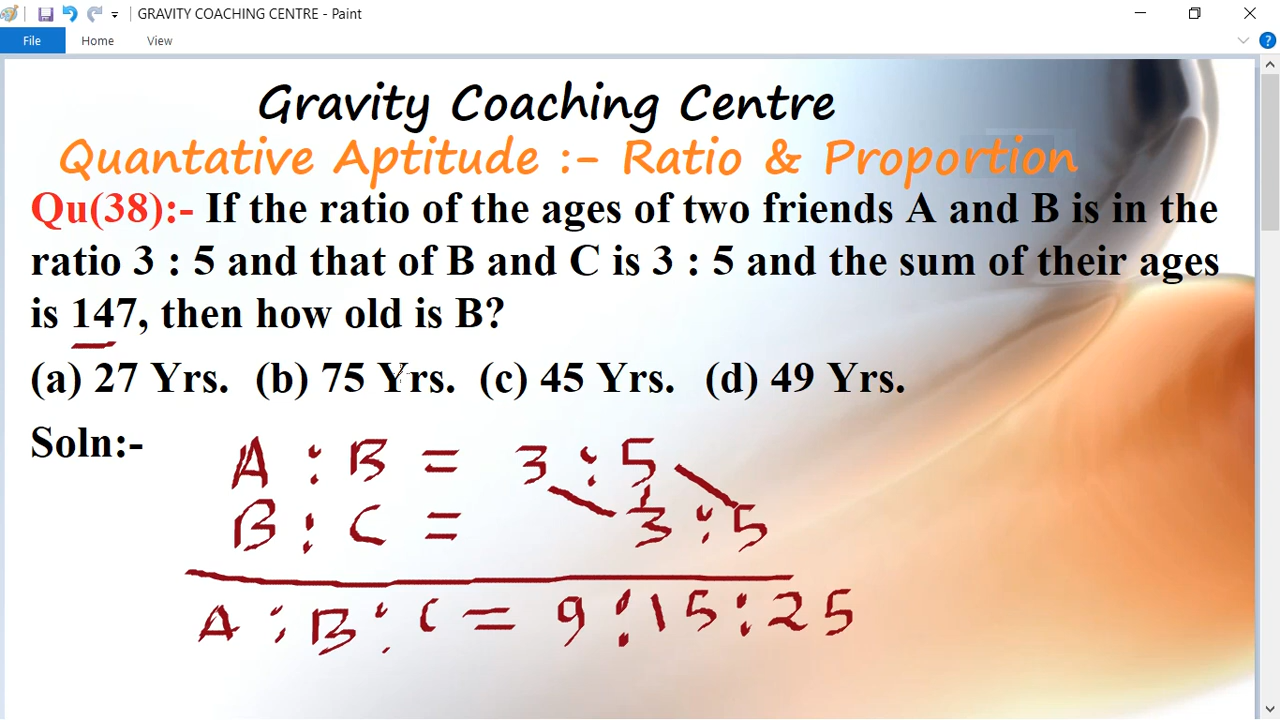 GRAVITY COACHING CENTRE - Paint
File Home View
Gravity Coaching Centre
Quantative Aptitude :- Ratio & Proportion
Qu(38):- If the ratio of the ages of two friends A and B is in the
ratio 3 : 5 and that of B and C is 3 : 5 and the sum of their ages
is 147, then how old is B?
(a) 27 Yrs. (b) 75 Yrs. (c) 45 Yrs. (d) 49 Yrs.
Soln:-
A : B = 3 : 5
B : C = 3 : 5
A : B : C = 9 : 15 : 25